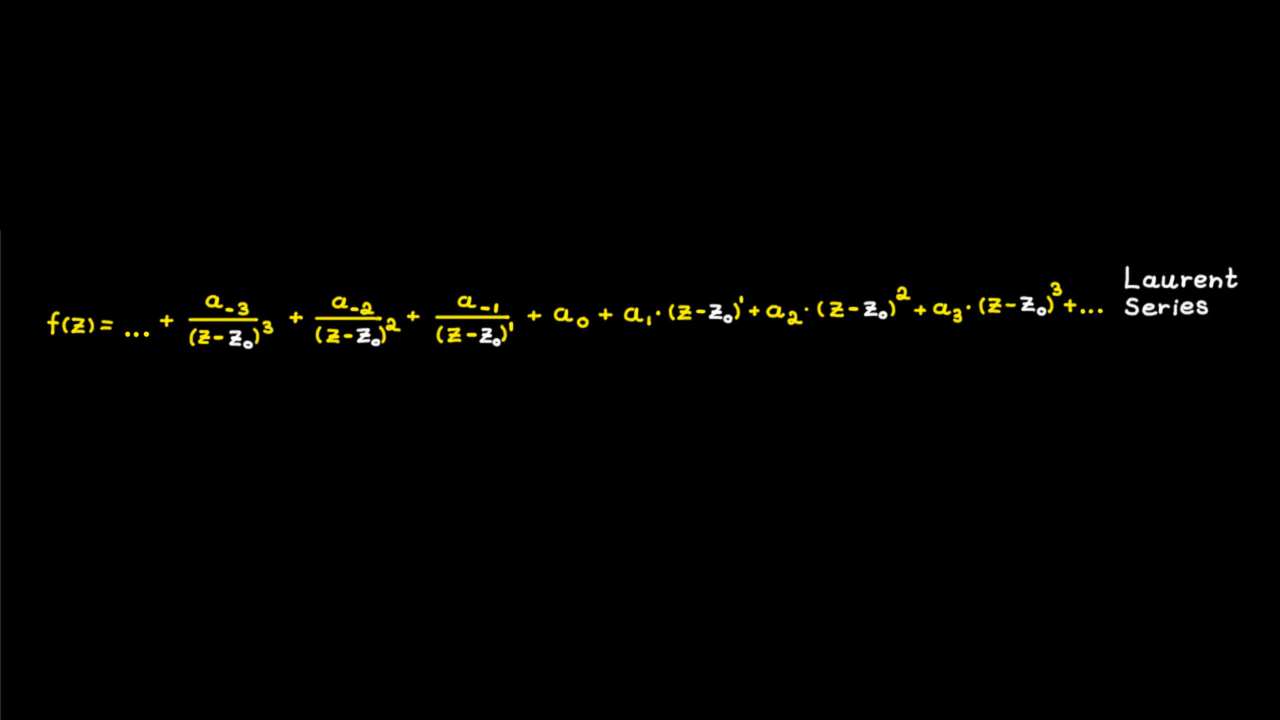 f(z) = ... + a₋₃/(z-z₀)³ + a₋₂/(z-z₀)² + a₋₁/(z-z₀)¹ + a₀ + a₁·(z-z₀)¹ + a₂·(z-z₀)² + a₃·(z-z₀)³ + ...
Laurent
Series